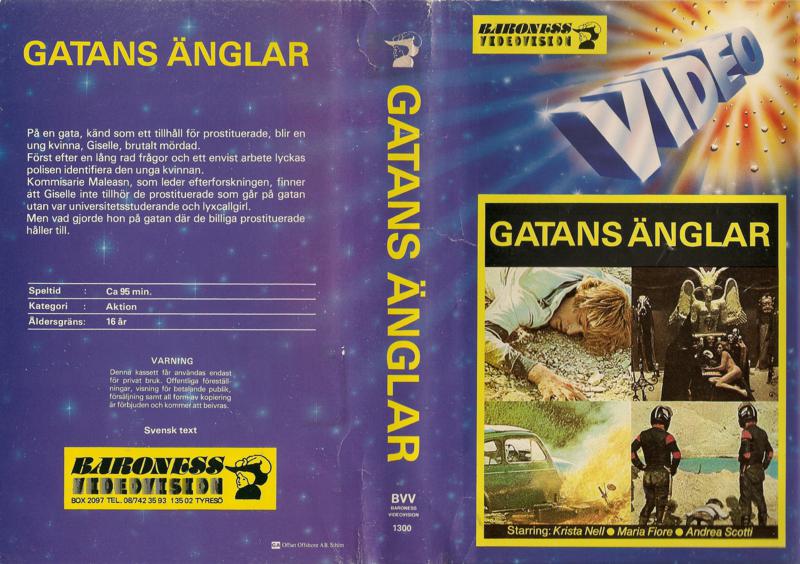 GATANS ÄNGLAR
På en gata, känd som ett tillhåll för prostituerade, blir en
ung kvinna, Giselle, brutalt mördad.
Först efter en lång rad frågor och ett envist arbete lyckas
polisen identifiera den unga kvinnan.
Kommisarie Maleasn, som leder efterforskningen, finner
att Giselle inte tillhör de prostituerade som går på gatan
utan var universitetsstuderande och lyxcallgirl.
Men vad gjorde hon på gatan där de billiga prostituerade
håller till.
Speltid : Ca 95 min.
Kategori : Aktion
Åldersgräns: 16 år
VARNING
Denna kassett får användas endast
för privat bruk. Offentliga föreställ-
ningar, visning för betalande publik,
försäljning samt all form av kopiering
är förbjuden och kommer att beivras.
Svensk text
BARONESS
VIDEOVISION
BOX 2097 TEL. 08/742 35 93 135 02 TYRESÖ
Offset Offshore AB, Sthlm
GATANS ÄNGLAR
BVV
BARONESS
VIDEOVISION
1300
BARONESS
VIDEOVISION
VIDEO
GATANS ÄNGLAR
Starring: Krista Nell ● Maria Fiore ● Andrea Scotti